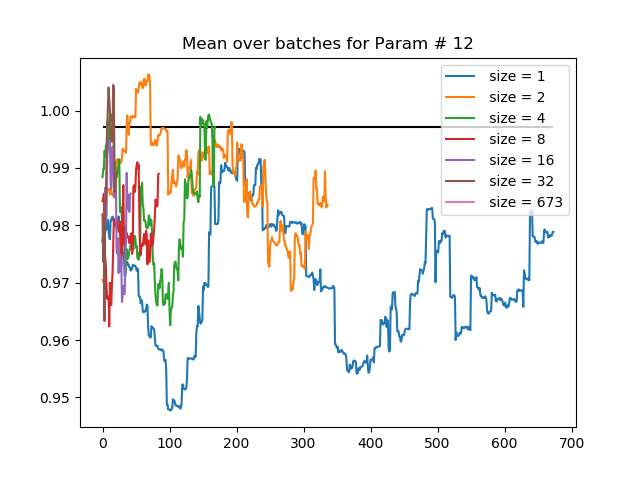 Mean over batches for Param # 12
size = 1
size = 2
size = 4
size = 8
size = 16
size = 32
size = 673
1.00
0.99
0.98
0.97
0.96
0.95
0 100 200 300 400 500 600 700